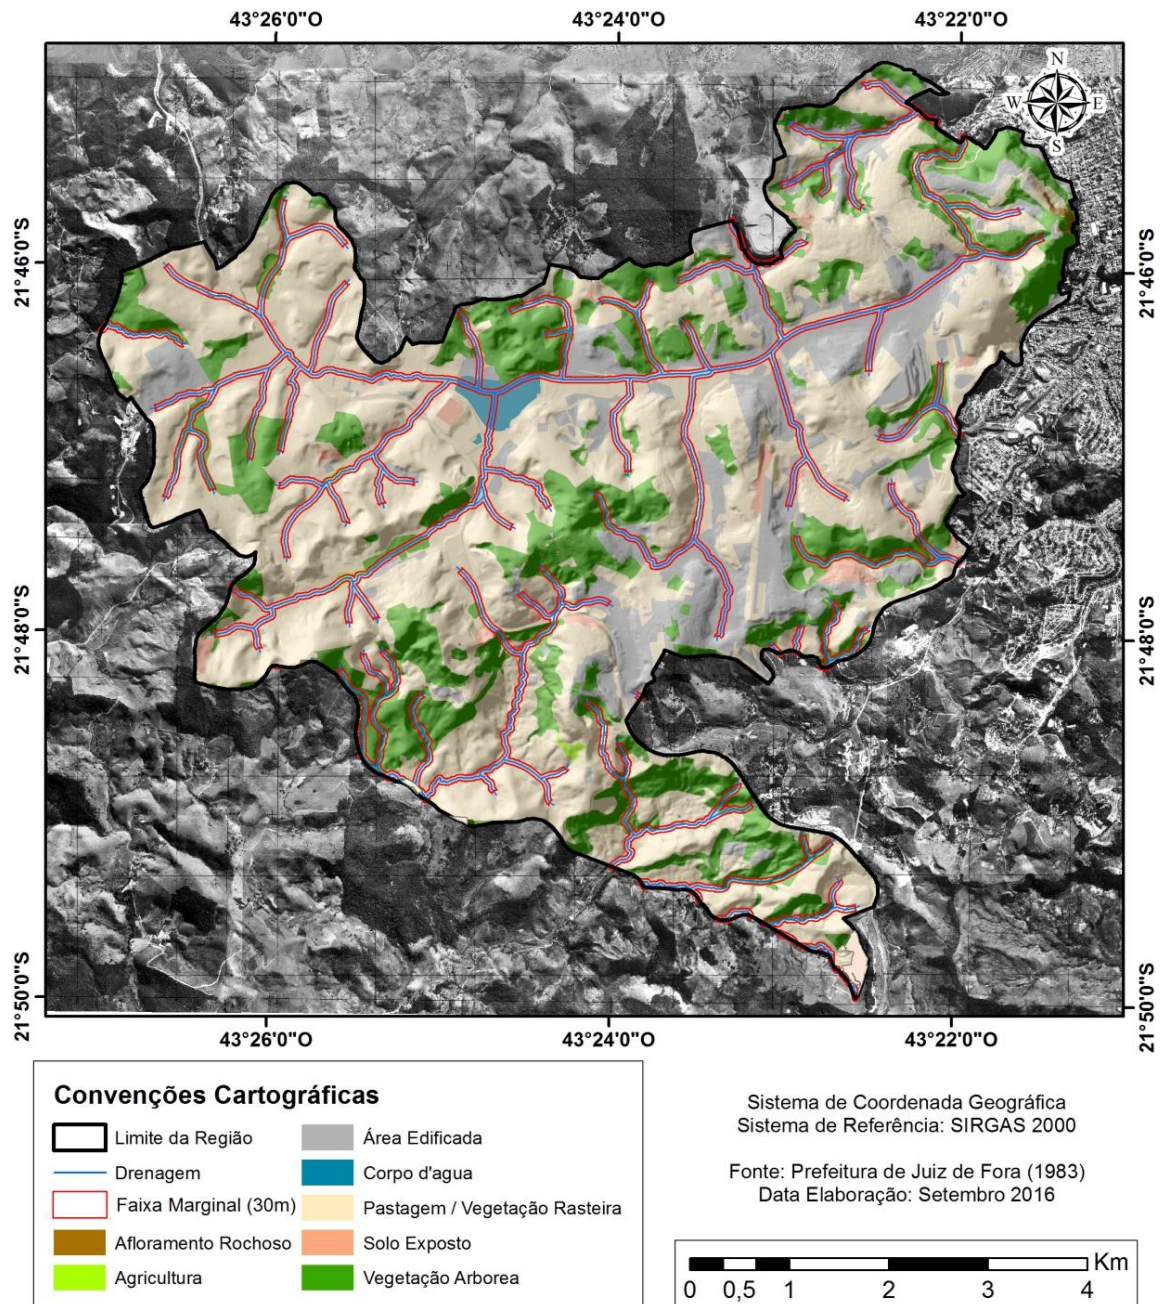 43°26'0"O
43°24'0"O
43°22'0"O
N
W
E
S
21°46'0"S
21°46'0"S
21°48'0"S
21°48'0"S
21°50'0"S
21°50'0"S
43°26'0"O
43°24'0"O
43°22'0"O
Convenções Cartográficas
Limite da Região
Drenagem
Faixa Marginal (30m)
Afloramento Rochoso
Agricultura
Área Edificada
Corpo d'agua
Pastagem / Vegetação Rasteira
Solo Exposto
Vegetação Arborea
Sistema de Coordenada Geográfica
Sistema de Referência: SIRGAS 2000
Fonte: Prefeitura de Juiz de Fora (1983)
Data Elaboração: Setembro 2016
Km
0 0,5 1 2 3 4